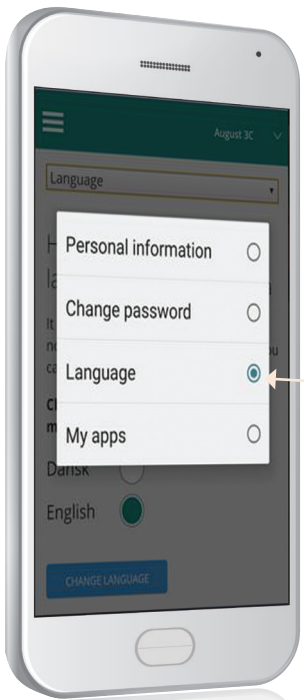 August 3C
Language
Personal information
Change password
Language
My apps
Dansk
English
CHANGE LANGUAGE